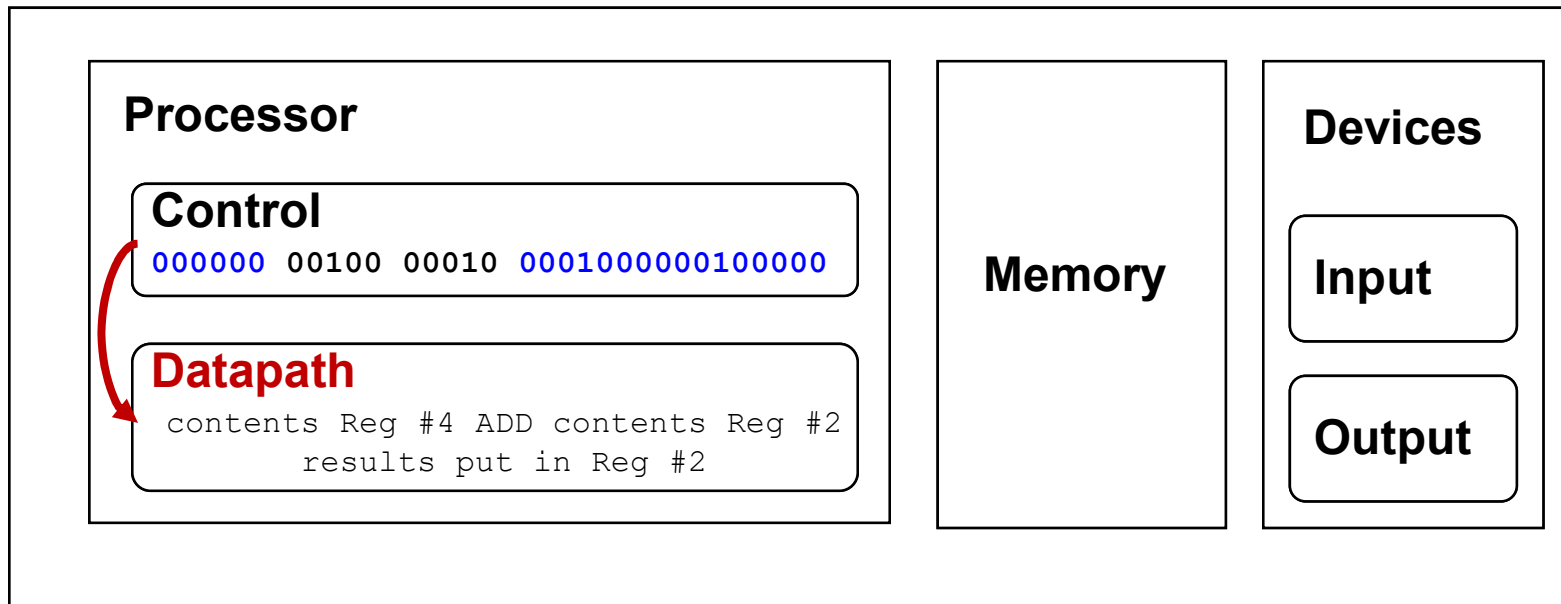 Processor
Control
000000 00100 00010 0001000000100000
Datapath
contents Reg #4 ADD contents Reg #2
results put in Reg #2
Memory
Devices
Input
Output